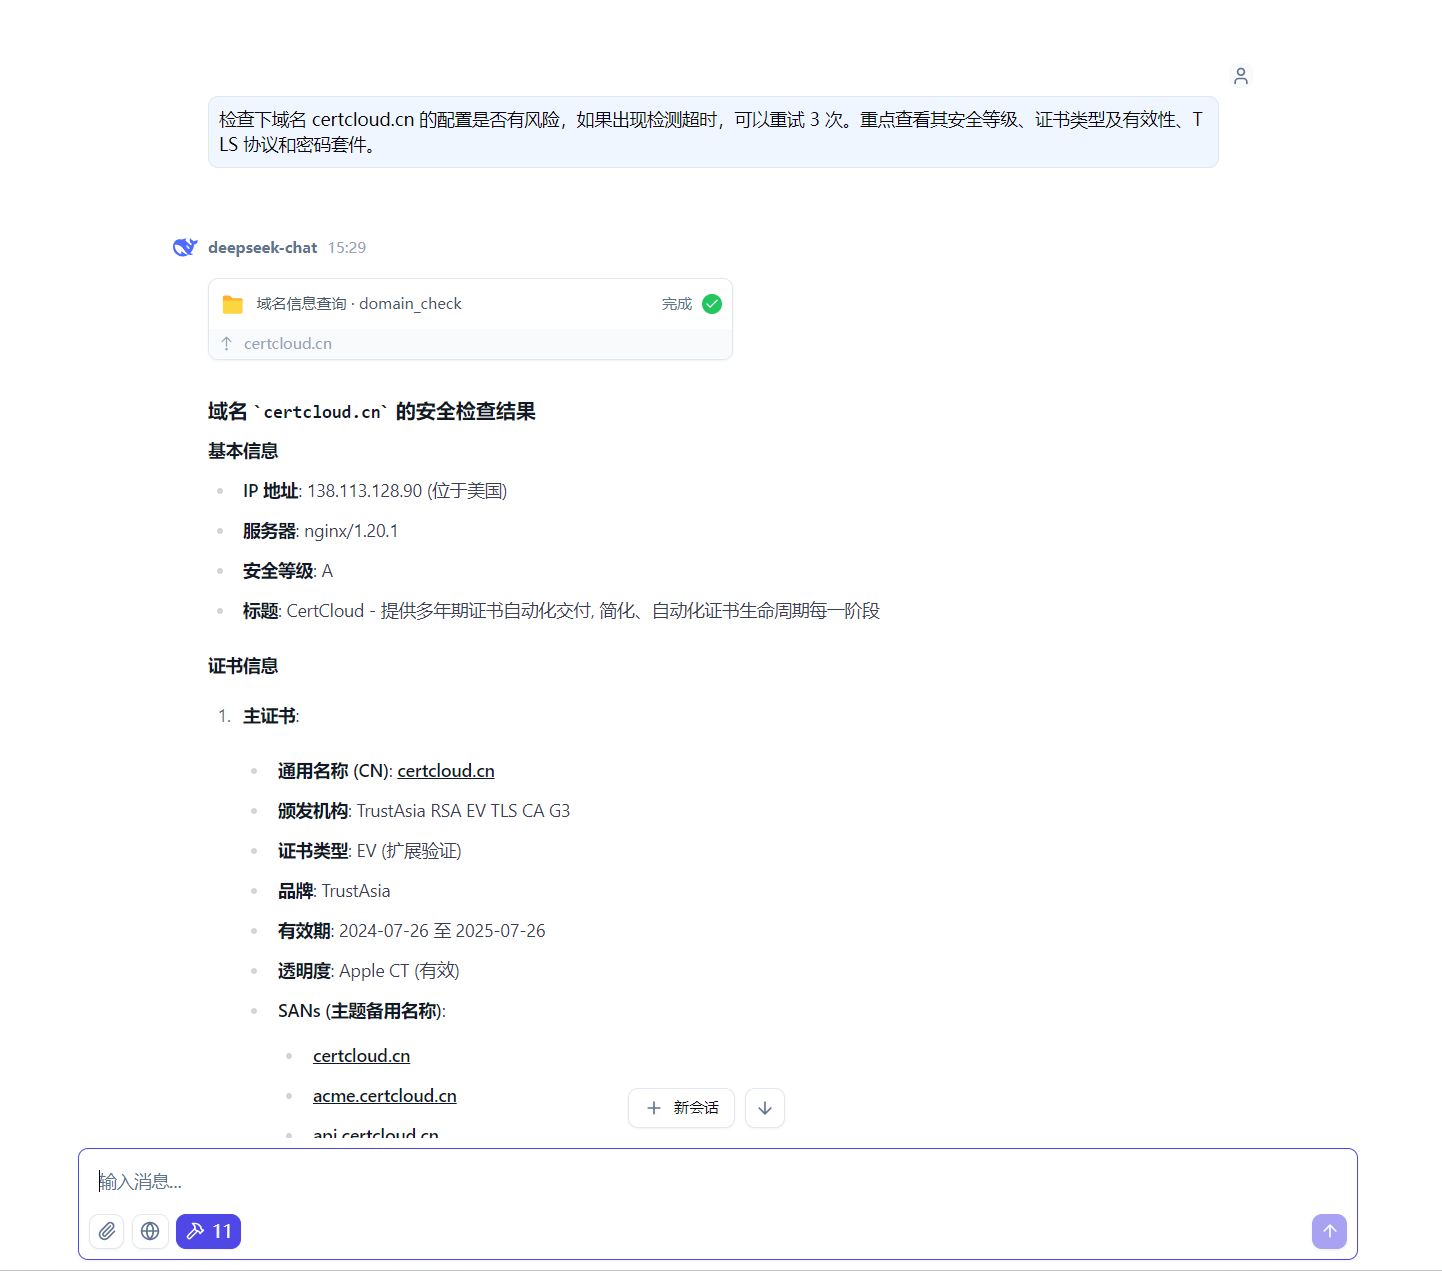 检查下域名 certcloud.cn 的配置是否有风险，如果出现检测超时，可以重试 3 次。重点查看其安全等级、证书类型及有效性、T
LS 协议和密码套件。
deepseek-chat 15:29
域名信息查询 · domain_check 完成
certcloud.cn
域名 `certcloud.cn` 的安全检查结果
基本信息
IP 地址: 138.113.128.90 (位于美国)
服务器: nginx/1.20.1
安全等级: A
标题: CertCloud - 提供多年期证书自动化交付, 简化、自动化证书生命周期每一阶段
证书信息
1. 主证书:
通用名称 (CN): certcloud.cn
颁发机构: TrustAsia RSA EV TLS CA G3
证书类型: EV (扩展验证)
品牌: TrustAsia
有效期: 2024-07-26 至 2025-07-26
透明度: Apple CT (有效)
SANs (主题备用名称):
certcloud.cn
acme.certcloud.cn
api.certcloud.cn
新会话
输入消息...
11